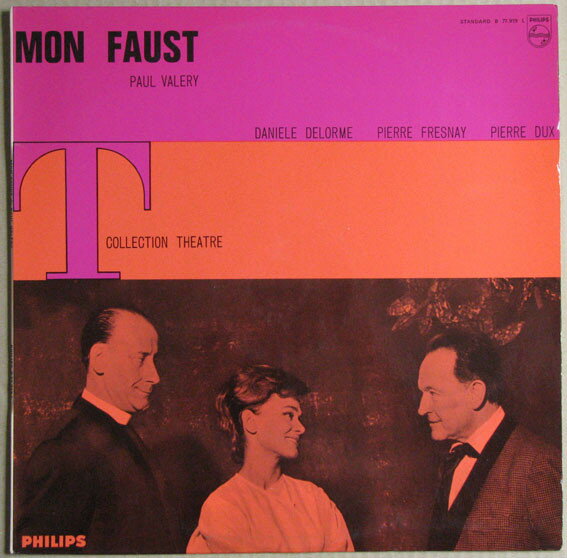 STANDARD B 77.919 L
PHILIPS
MON FAUST
PAUL VALERY
DANIELE DELORME PIERRE FRESNAY PIERRE DUX
T
COLLECTION THEATRE
PHILIPS